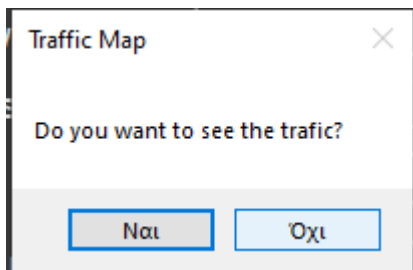 Traffic Map
Do you want to see the trafic?
Ναι
Όχι